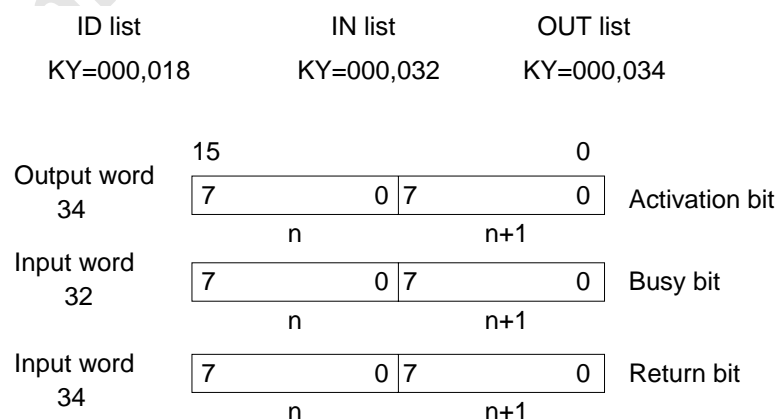 ID list IN list OUT list
KY=000,018 KY=000,032 KY=000,034
15 0
Output word
34
7 0 7 0 Activation bit
n n+1
Input word
32
7 0 7 0 Busy bit
n n+1
Input word
34
7 0 7 0 Return bit
n n+1